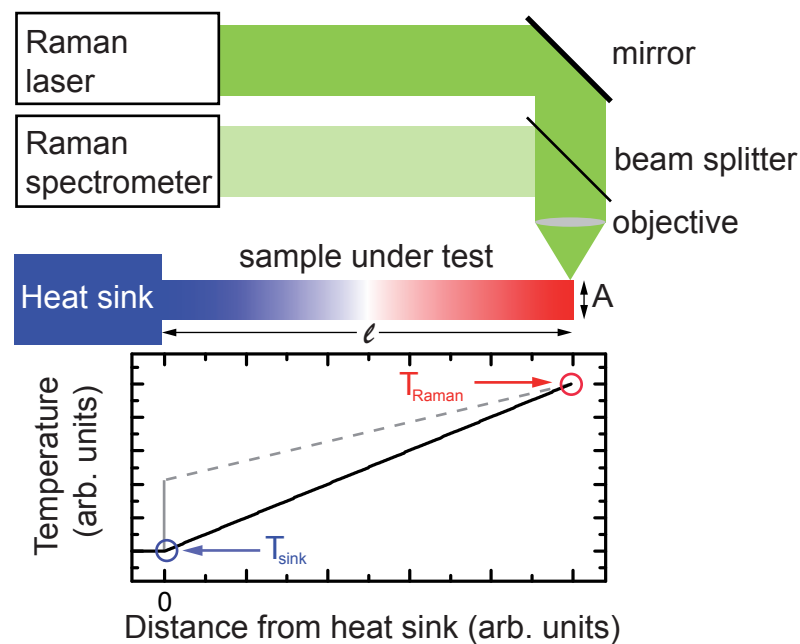 Raman
laser
mirror
Raman
spectrometer
beam splitter
objective
sample under test
Heat sink
A
ℓ
Temperature
(arb. units)
T_Raman
T_sink
0
Distance from heat sink (arb. units)